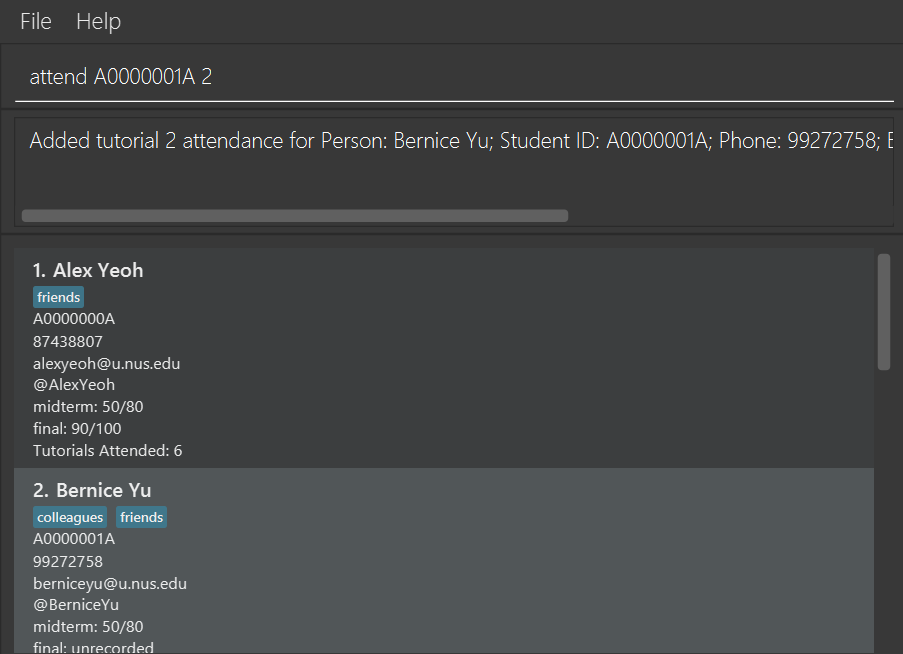 File Help
attend A0000001A 2
Added tutorial 2 attendance for Person: Bernice Yu; Student ID: A0000001A; Phone: 99272758;
1. Alex Yeoh
friends
A0000000A
87438807
alexyeoh@u.nus.edu
@AlexYeoh
midterm: 50/80
final: 90/100
Tutorials Attended: 6
2. Bernice Yu
colleagues friends
A0000001A
99272758
berniceyu@u.nus.edu
@BerniceYu
midterm: 50/80
final: unrecorded